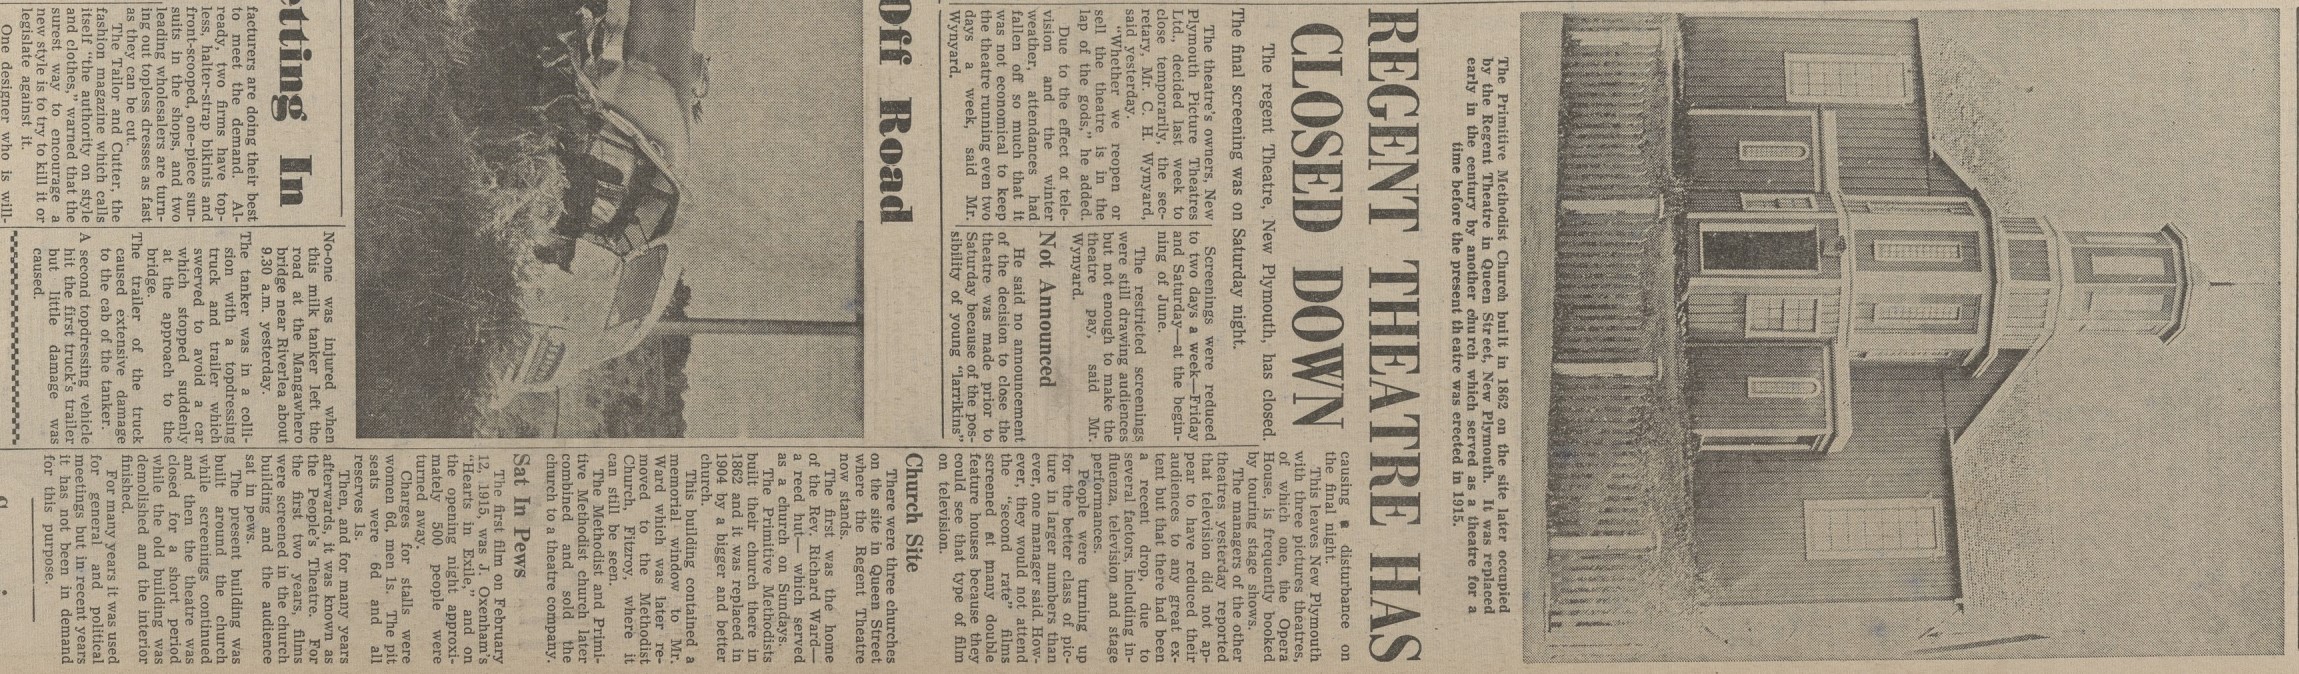 The Primitive Methodist Church built in 1862 on the site later occupied
by the Regent Theatre in Queen Street, New Plymouth. It was replaced
early in the century by another church which served as a theatre for a
time before the present theatre was erected in 1915.
REGENT THEATRE HAS
CLOSED DOWN
The regent Theatre, New Plymouth, has closed.
The final screening was on Saturday night.
The theatre's owners, New
Plymouth Picture Theatres
Ltd., decided last week to
close temporarily, the sec-
retary, Mr. C. H. Wynyard,
said yesterday.
"Whether we reopen or
sell the theatre is in the
lap of the gods," he added.
Due to the effect of tele-
vision and the winter
weather, attendances had
fallen off so much that it
was not economical to keep
the theatre running even two
days a week, said Mr.
Wynyard.
Screenings were reduced
to two days a week—Friday
and Saturday—at the begin-
ning of June.
The restricted screenings
were still drawing audiences
but not enough to make the
theatre pay, said Mr.
Wynyard.
Not Announced
He said no announcement
of the decision to close the
theatre was made prior to
Saturday because of the pos-
sibility of young "larrikins"
causing a disturbance on
the final night.
This leaves New Plymouth
with three pictures theatres,
of which one, the Opera
House, is frequently booked
by touring stage shows.
The managers of the other
theatres yesterday reported
that television did not ap-
pear to have reduced their
audiences to any great ex-
tent but that there had been
a recent drop, due to
several factors, including in-
fluenza, television and stage
performances.
People were turning up
for the better class of pic-
ture in larger numbers than
ever, one manager said. How-
ever, they would not attend
the "second rate" films
screened at many double
feature houses because they
could see that type of film
on television.
Church Site
There were three churches
on the site in Queen Street
where the Regent Theatre
now stands.
The first was the home
of the Rev. Richard Ward—
a reed hut— which served
as a church on Sundays.
The Primitive Methodists
built their church there in
1862 and it was replaced in
1904 by a bigger and better
church.
This building contained a
memorial window to Mr.
Ward which was later re-
moved to the Methodist
Church, Fitzroy, where it
can still be seen.
The Methodist and Primi-
tive Methodist church later
combined and sold the
church to a theatre company.
Sat In Pews
The first film on February
12, 1915, was J. Oxenham's
"Hearts in Exile," and on
the opening night approxi-
mately 500 people were
turned away.
Charges for stalls were
women 6d, men 1s. The pit
seats were 6d and all
reserves 1s.
Then, and for many years
afterwards, it was known as
the People's Theatre. For
the first two years, films
were screened in the church
building and the audience
sat in pews.
The present building was
built around the church
while screenings continued
and then the theatre was
closed for a short period
while the old building was
demolished and the interior
finished.
For many years it was used
for general and political
meetings but in recent years
it has not been in demand
for this purpose.
Off Road
No-one was injured when
this milk tanker left the
road at the Mangawhero
bridge near Riverlea about
9.30 a.m. yesterday.
The tanker was in a colli-
sion with a topdressing
truck and trailer which
swerved to avoid a car
which stopped suddenly
at the approach to the
bridge.
The trailer of the truck
caused extensive damage
to the cab of the tanker.
A second topdressing vehicle
hit the first truck's trailer
but little damage was
caused.
etting In
facturers are doing their best
to meet the demand. Al-
ready, two firms have top-
less, halter-strap bikinis and
front-scooped, one-piece sun-
suits in the shops, and two
leading wholesalers are turn-
ing out topless dresses as fast
as they can be cut.
The Tailor and Cutter, the
fashion magazine which calls
itself "the authority on style
and clothes," warned that the
surest way to encourage a
new style is to try to kill it or
legislate against it.
One designer who is will-